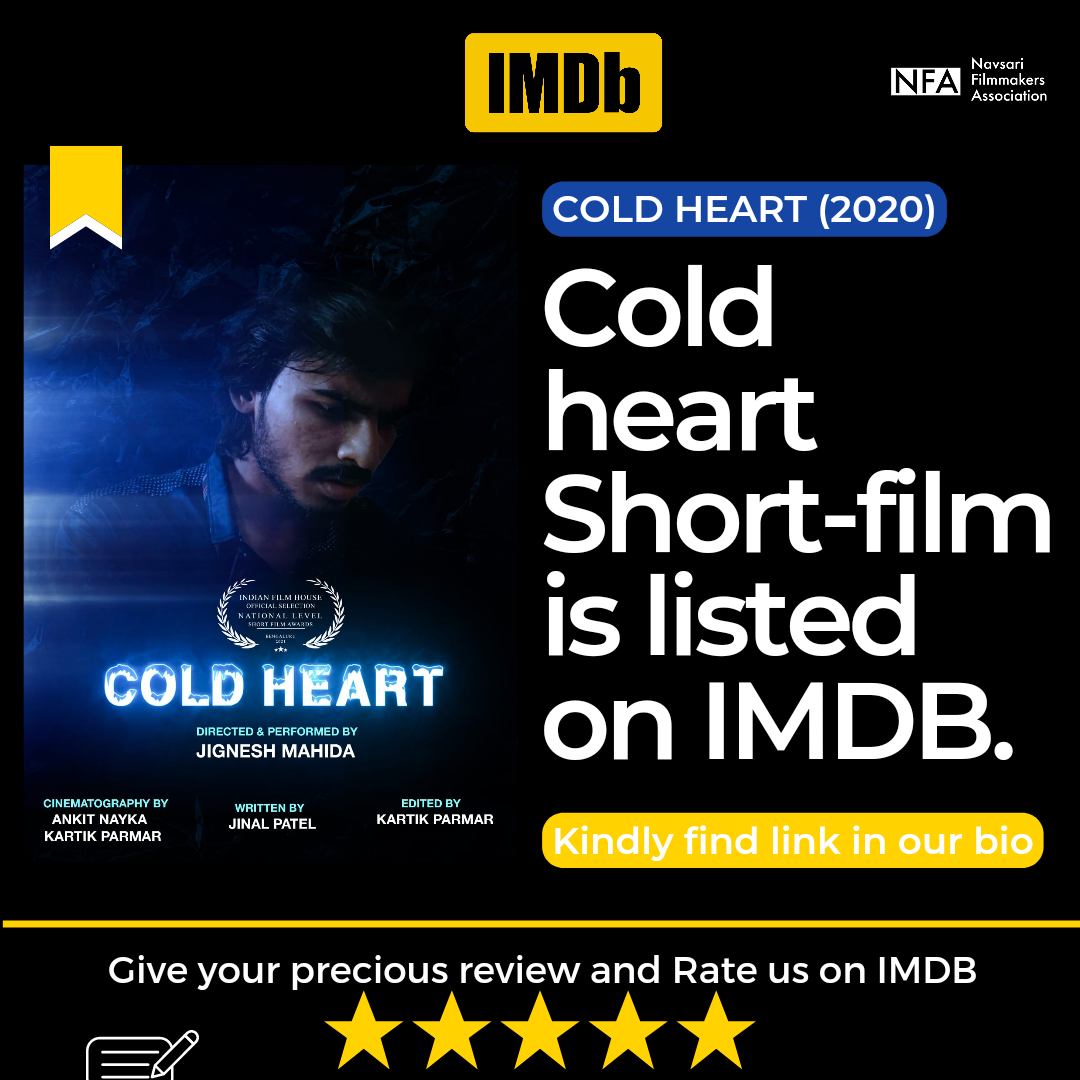 IMDb
NFA
Navsari
Filmmakers
Association
COLD HEART (2020)
Cold
heart
Short-film
is listed
on IMDB.
Kindly find link in our bio
INDIAN FILM HOUSE
OFFICIAL SELECTION
NATIONAL LEVEL
SHORT FILM AWARDS
BENGALURU
2021
COLD HEART
DIRECTED & PERFORMED BY
JIGNESH MAHIDA
CINEMATOGRAPHY BY
ANKIT NAYKA
KARTIK PARMAR
WRITTEN BY
JINAL PATEL
EDITED BY
KARTIK PARMAR
Give your precious review and Rate us on IMDB